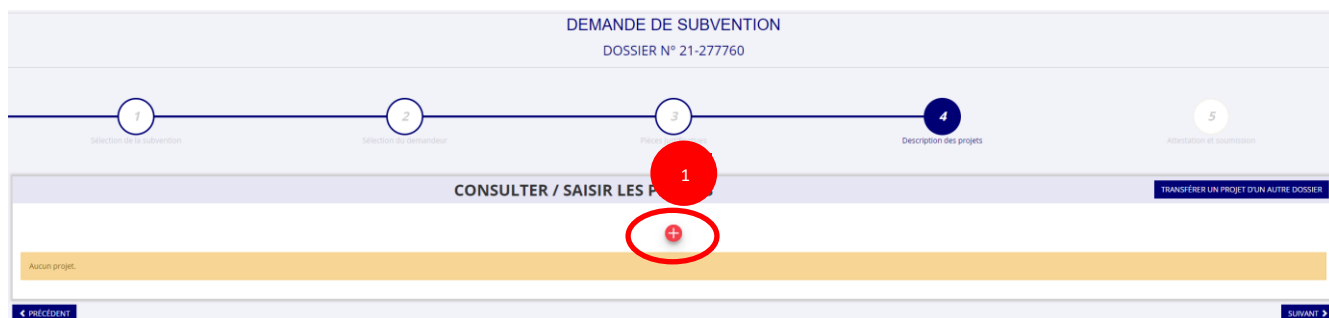 DEMANDE DE SUBVENTION
DOSSIER N° 21-277760
1 2 3 4 5
Sélection de la subvention Sélection du demandeur Description des projets Attestation et soumission
1
CONSULTER / SAISIR LES TRANSFÉRER UN PROJET D'UN AUTRE DOSSIER
Aucun projet.
PRÉCÉDENT SUIVANT